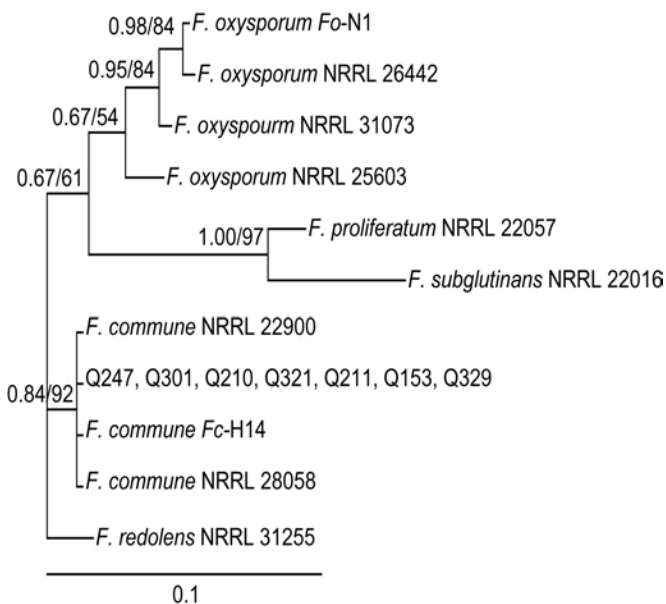 0.98/84
F. oxysporum Fo-N1
0.95/84
F. oxysporum NRRL 26442
0.67/54
F. oxyspourm NRRL 31073
0.67/61
F. oxysporum NRRL 25603
1.00/97
F. proliferatum NRRL 22057
F. subglutinans NRRL 22016
F. commune NRRL 22900
Q247, Q301, Q210, Q321, Q211, Q153, Q329
0.84/92
F. commune Fc-H14
F. commune NRRL 28058
F. redolens NRRL 31255
0.1